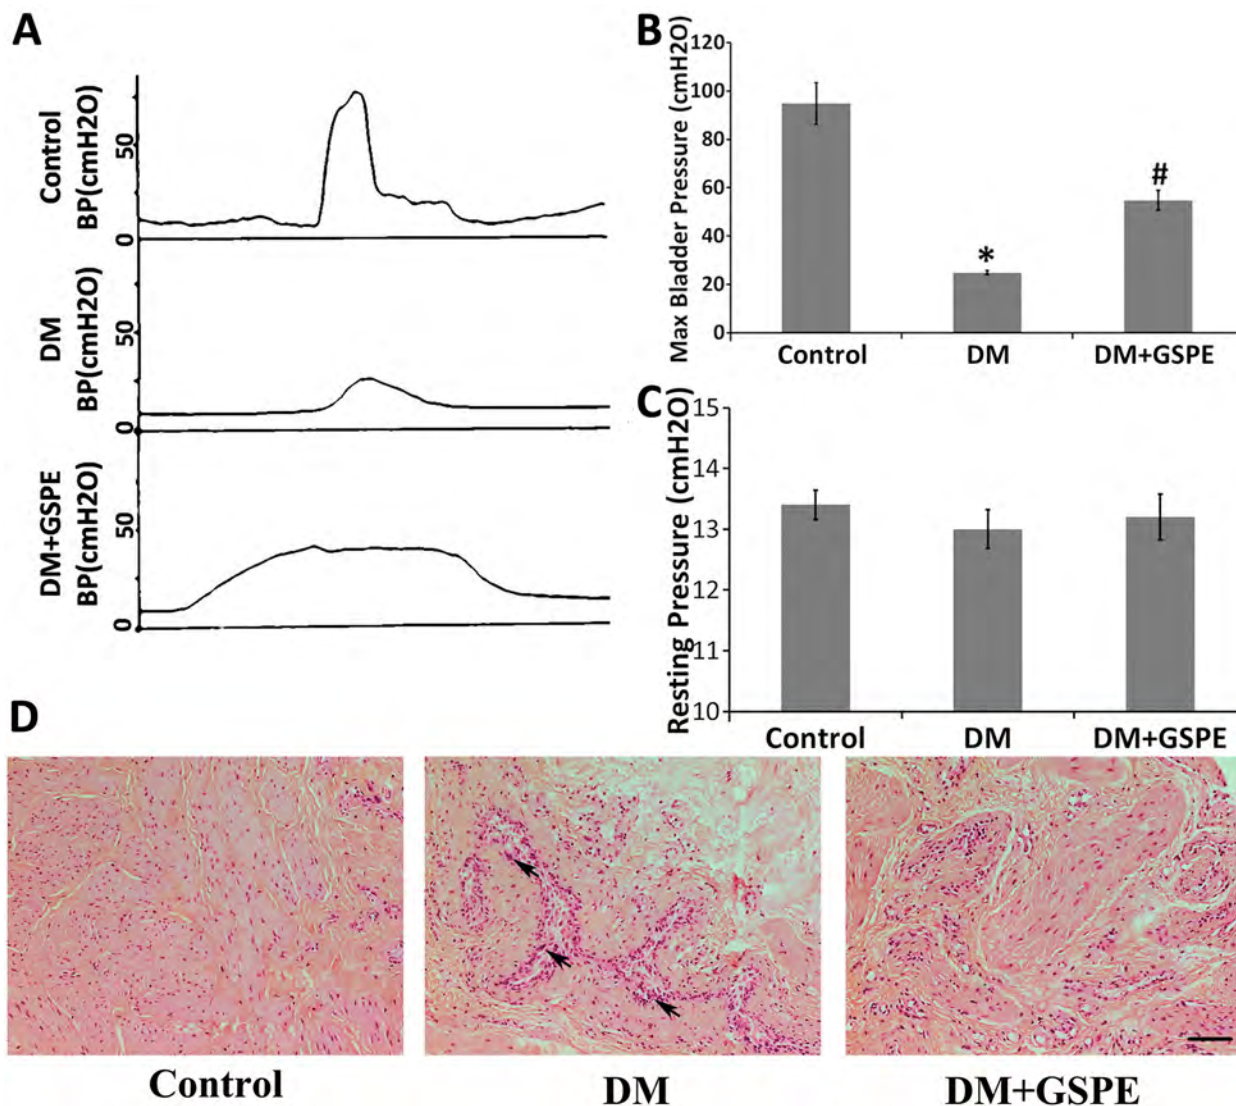 A
Control
BP(cmH2O)
50
0
DM
BP(cmH2O)
50
0
DM+GSPE
BP(cmH2O)
50
0
B
Max Bladder Pressure (cmH2O)
120
100
80
60
40
20
0
*
#
Control DM DM+GSPE
C
Resting Pressure (cmH2O)
15
14
13
12
11
10
Control DM DM+GSPE
D
Control DM DM+GSPE